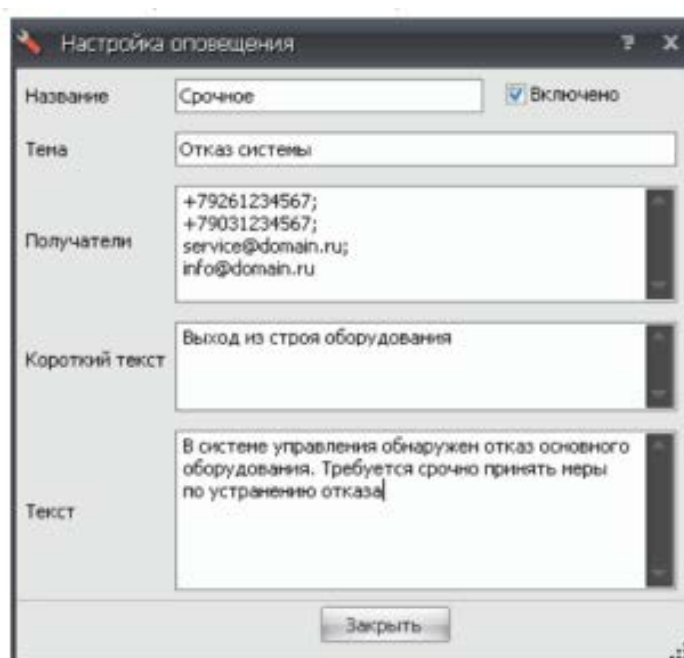 Настройка оповещения ? X
Название Срочное Включено
Тема Отказ системы
Получатели
+79261234567;
+79031234567;
service@domain.ru;
info@domain.ru
Короткий текст
Выход из строя оборудования
Текст
В системе управления обнаружен отказ основного
оборудования. Требуется срочно принять меры
по устранению отказа
Закрыть